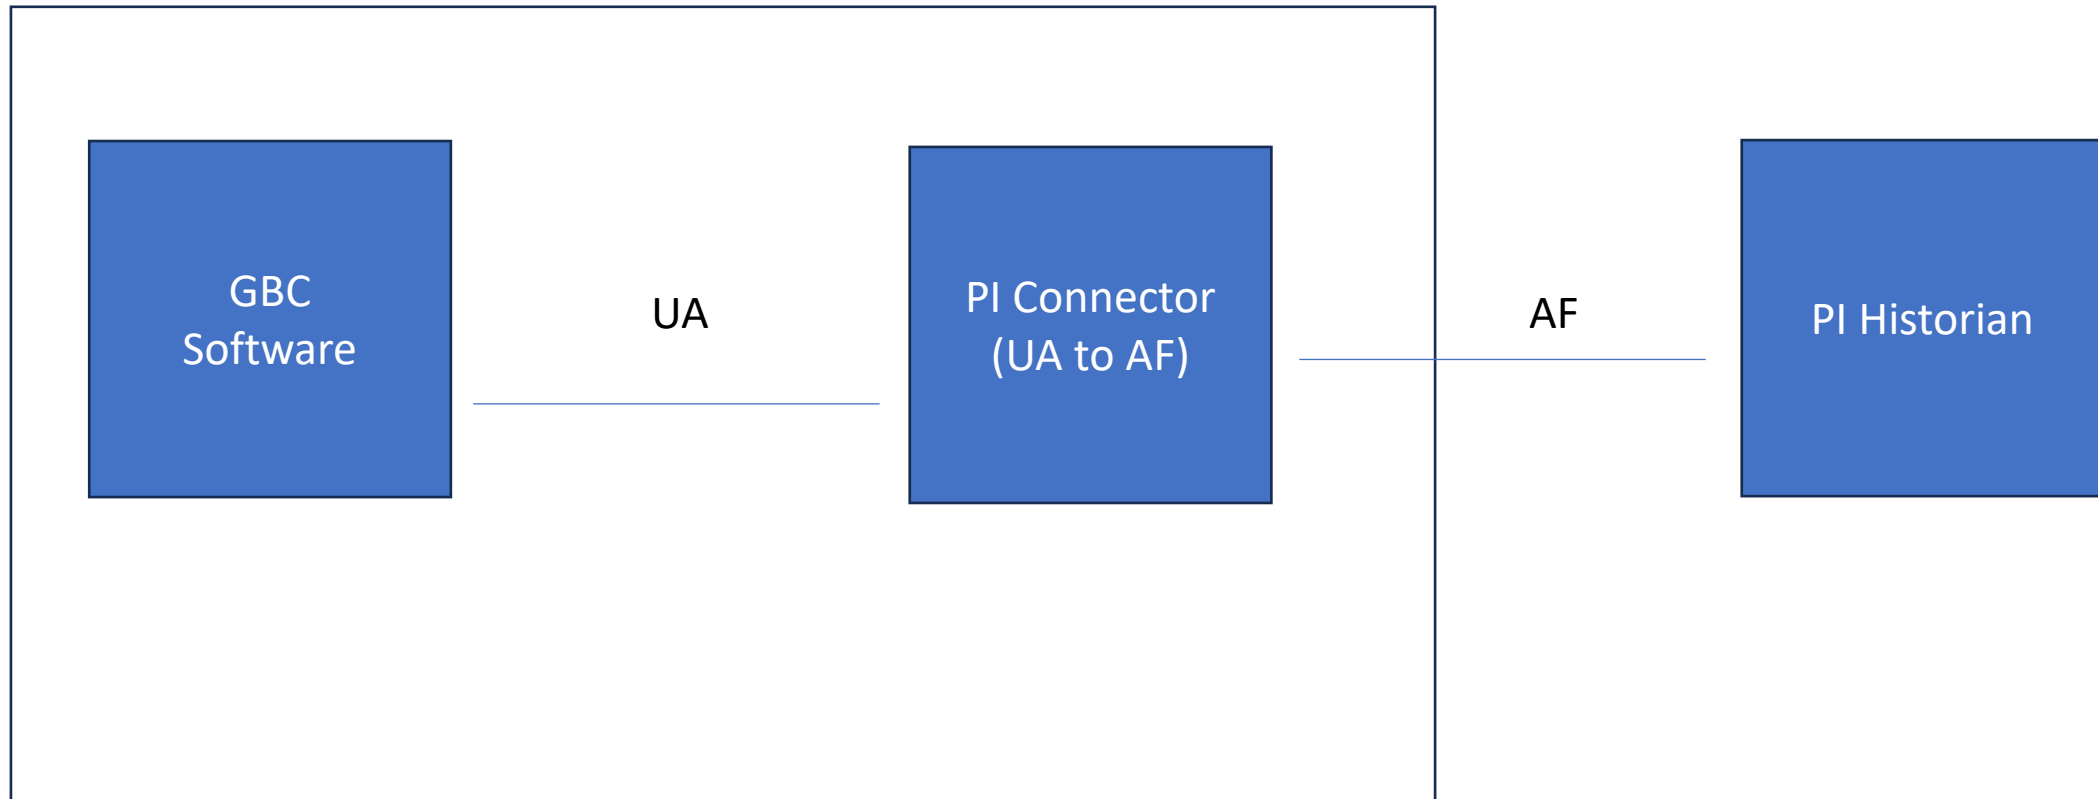 GBC
Software
UA
PI Connector
(UA to AF)
AF
PI Historian